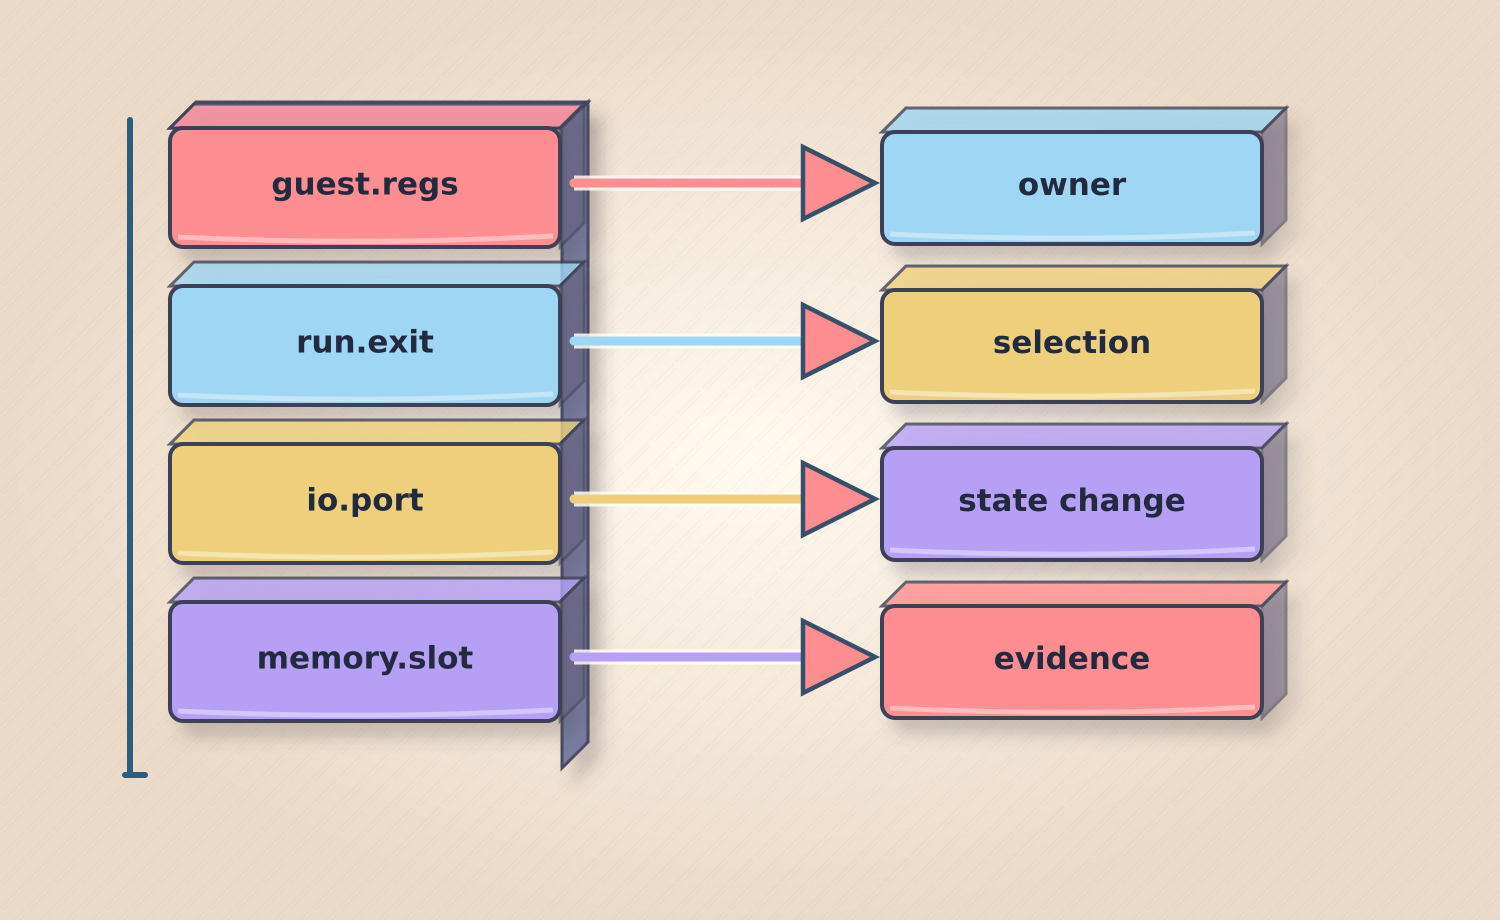 guest.regs
owner
run.exit
selection
io.port
state change
memory.slot
evidence